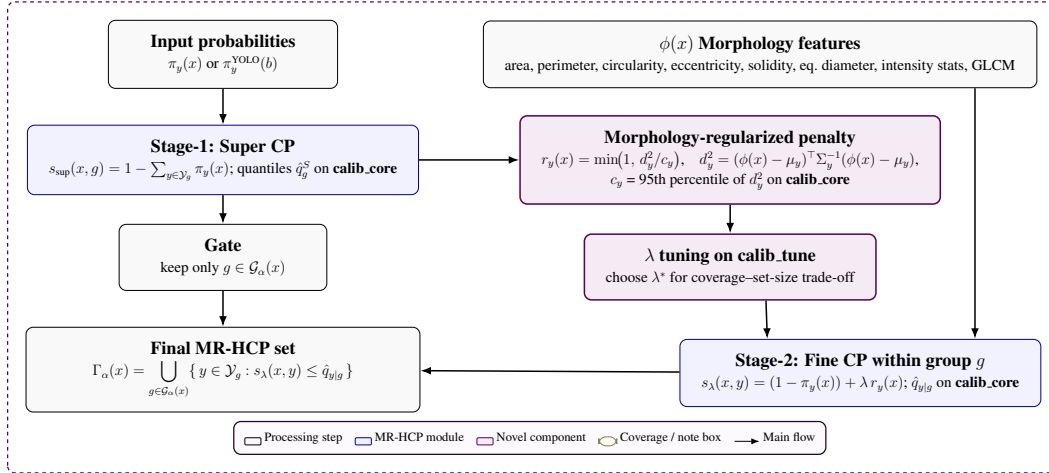 Input probabilities
π_y(x) or π_y^YOLO(b)
φ(x) Morphology features
area, perimeter, circularity, eccentricity, solidity, eq. diameter, intensity stats, GLCM
Stage-1: Super CP
s_sup(x, g) = 1 − ∑_{y∈𝒴_g} π_y(x); quantiles q̂_g^S on calib_core
Morphology-regularized penalty
r_y(x) = min(1, d_y^2/c_y), d_y^2 = (φ(x) − μ_y)^⊤ Σ_y^{−1}(φ(x) − μ_y),
c_y = 95th percentile of d_y^2 on calib_core
Gate
keep only g ∈ 𝒢_α(x)
λ tuning on calib_tune
choose λ* for coverage–set-size trade-off
Final MR-HCP set
Γ_α(x) = ⋃_{g∈𝒢_α(x)} { y ∈ 𝒴_g : s_λ(x, y) ≤ q̂_{y|g} }
Stage-2: Fine CP within group g
s_λ(x, y) = (1 − π_y(x)) + λ r_y(x); q̂_{y|g} on calib_core
Processing step MR-HCP module Novel component Coverage / note box Main flow